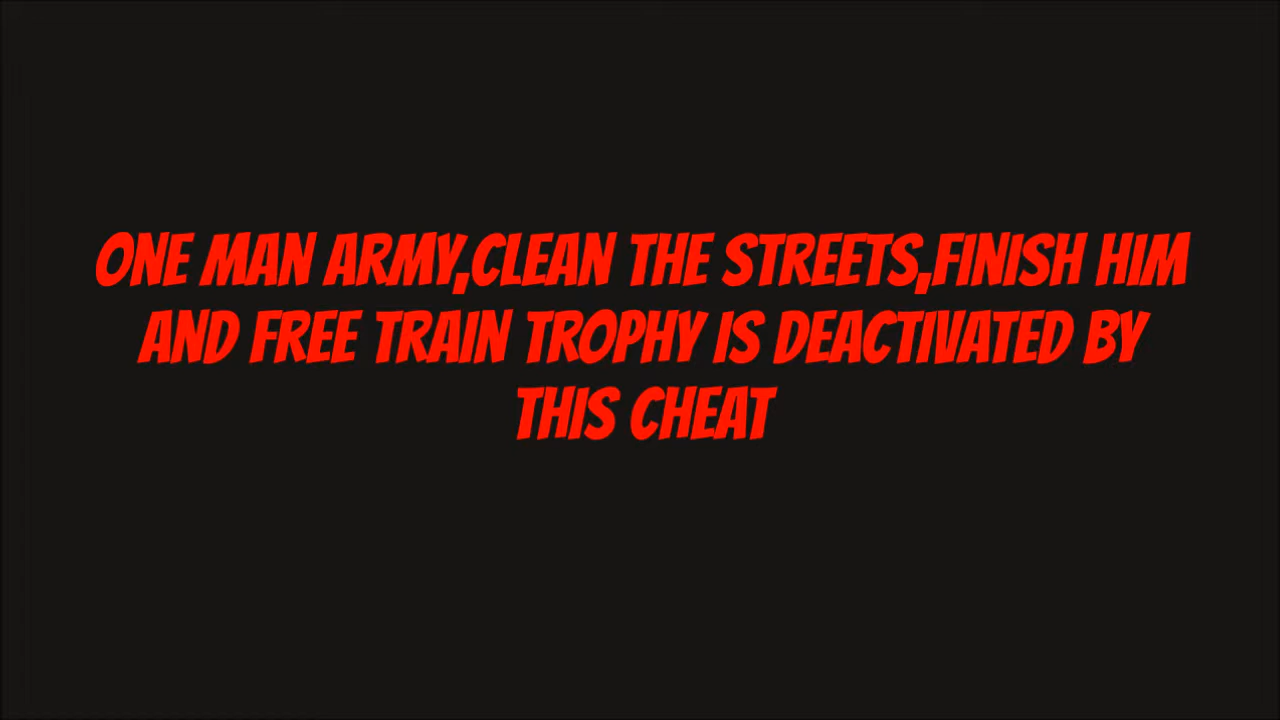 ONE MAN ARMY,CLEAN THE STREETS,FINISH HIM
AND FREE TRAIN TROPHY IS DEACTIVATED BY
THIS CHEAT